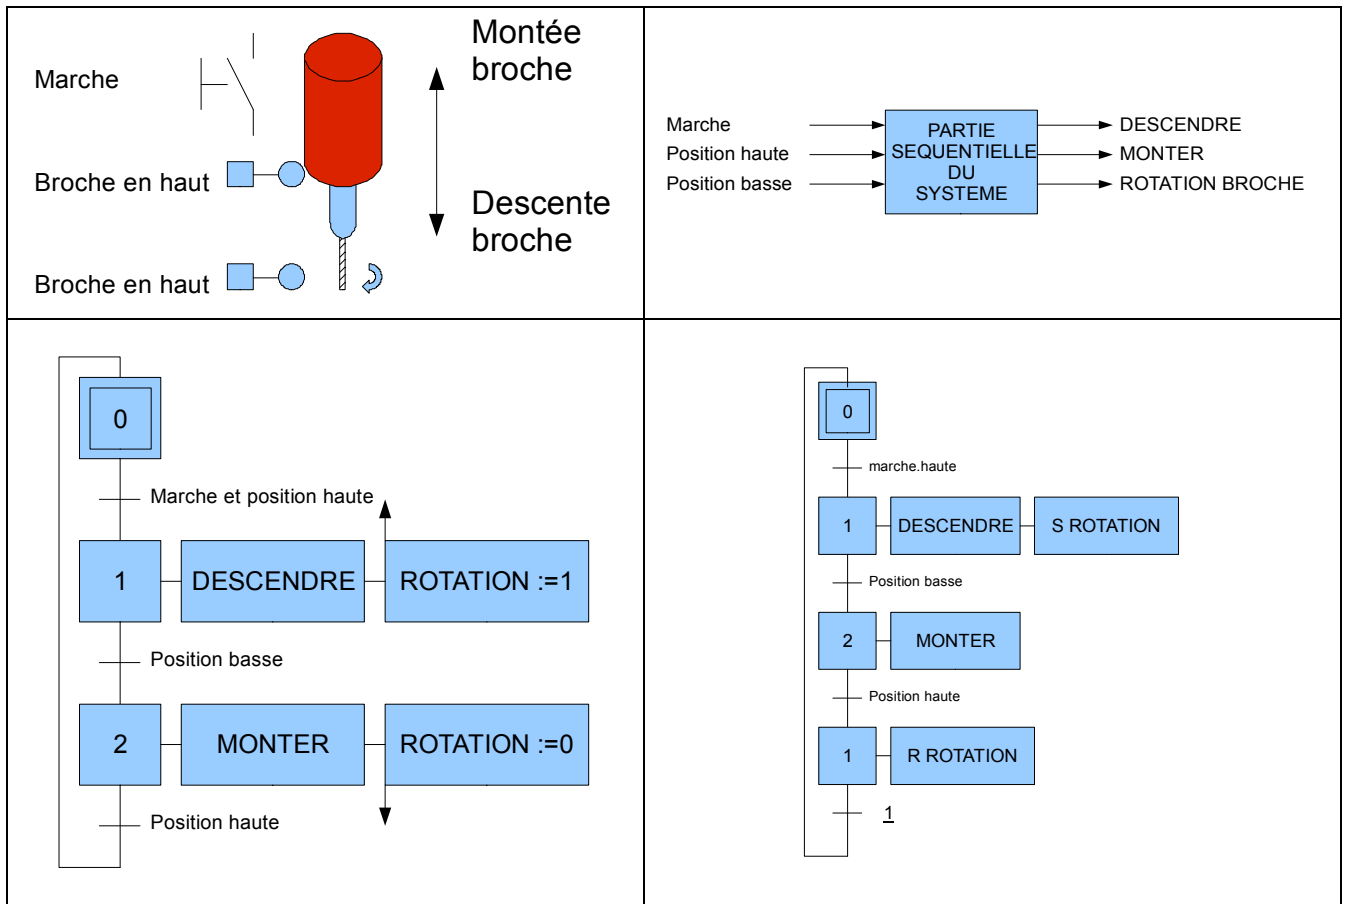 Marche
Montée
broche
Broche en haut
Descente
broche
Broche en haut
Marche
Position haute
Position basse
PARTIE
SEQUENTIELLE
DU
SYSTEME
DESCENDRE
MONTER
ROTATION BROCHE
0
Marche et position haute
1 DESCENDRE ROTATION :=1
Position basse
2 MONTER ROTATION :=0
Position haute
0
marche.haute
1 DESCENDRE S ROTATION
Position basse
2 MONTER
Position haute
1 R ROTATION
1